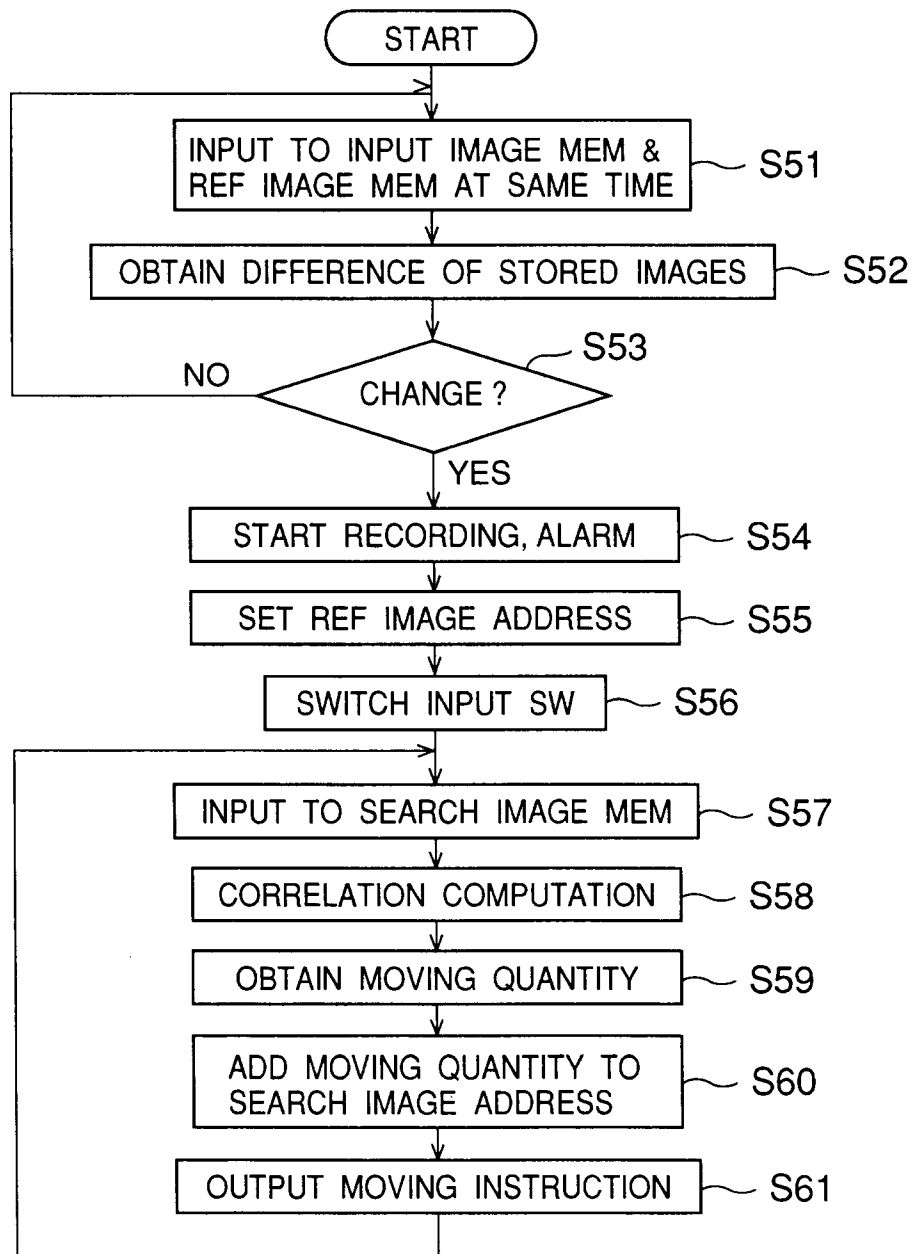 START
INPUT TO INPUT IMAGE MEM &
REF IMAGE MEM AT SAME TIME
S51
OBTAIN DIFFERENCE OF STORED IMAGES
S52
S53
CHANGE ?
NO
YES
START RECORDING, ALARM
S54
SET REF IMAGE ADDRESS
S55
SWITCH INPUT SW
S56
INPUT TO SEARCH IMAGE MEM
S57
CORRELATION COMPUTATION
S58
OBTAIN MOVING QUANTITY
S59
ADD MOVING QUANTITY TO
SEARCH IMAGE ADDRESS
S60
OUTPUT MOVING INSTRUCTION
S61